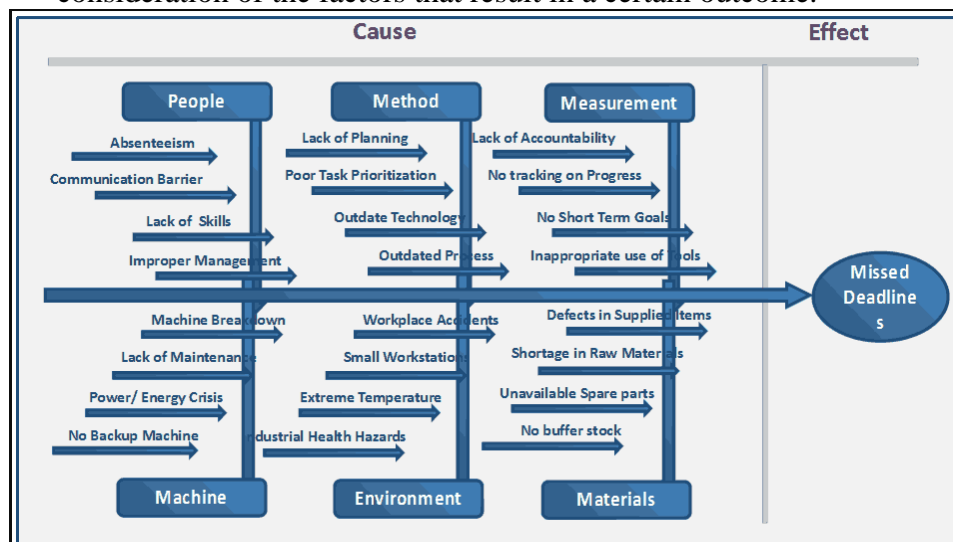 consideration of the factors that result in a certain outcome.
Cause
Effect
People
Method
Measurement
Absenteeism
Lack of Planning
Lack of Accountability
Communication Barrier
Poor Task Prioritization
No tracking on Progress
Lack of Skills
Outdate Technology
No Short Term Goals
Improper Management
Outdated Process
Inappropriate use of Tools
Missed
Deadline
s
Machine Breakdown
Workplace Accidents
Defects in Supplied Items
Lack of Maintenance
Small Workstations
Shortage in Raw Materials
Power/ Energy Crisis
Extreme Temperature
Unavailable Spare parts
No Backup Machine
ndustrial Health Hazards
No buffer stock
Machine
Environment
Materials